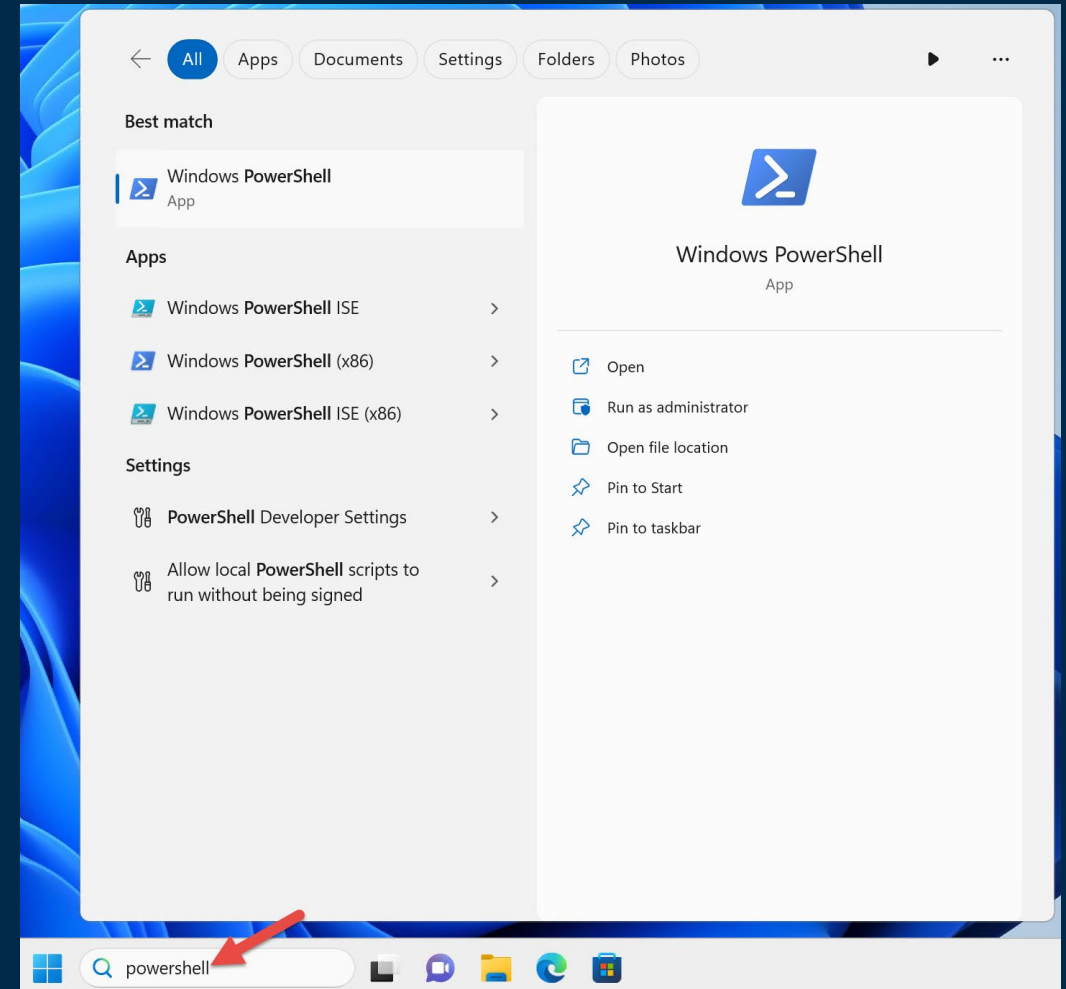 All
Apps
Documents
Settings
Folders
Photos
Best match
Windows PowerShell
App
Apps
Windows PowerShell ISE
Windows PowerShell (x86)
Windows PowerShell ISE (x86)
Settings
PowerShell Developer Settings
Allow local PowerShell scripts to
run without being signed
Windows PowerShell
App
Open
Run as administrator
Open file location
Pin to Start
Pin to taskbar
powershell